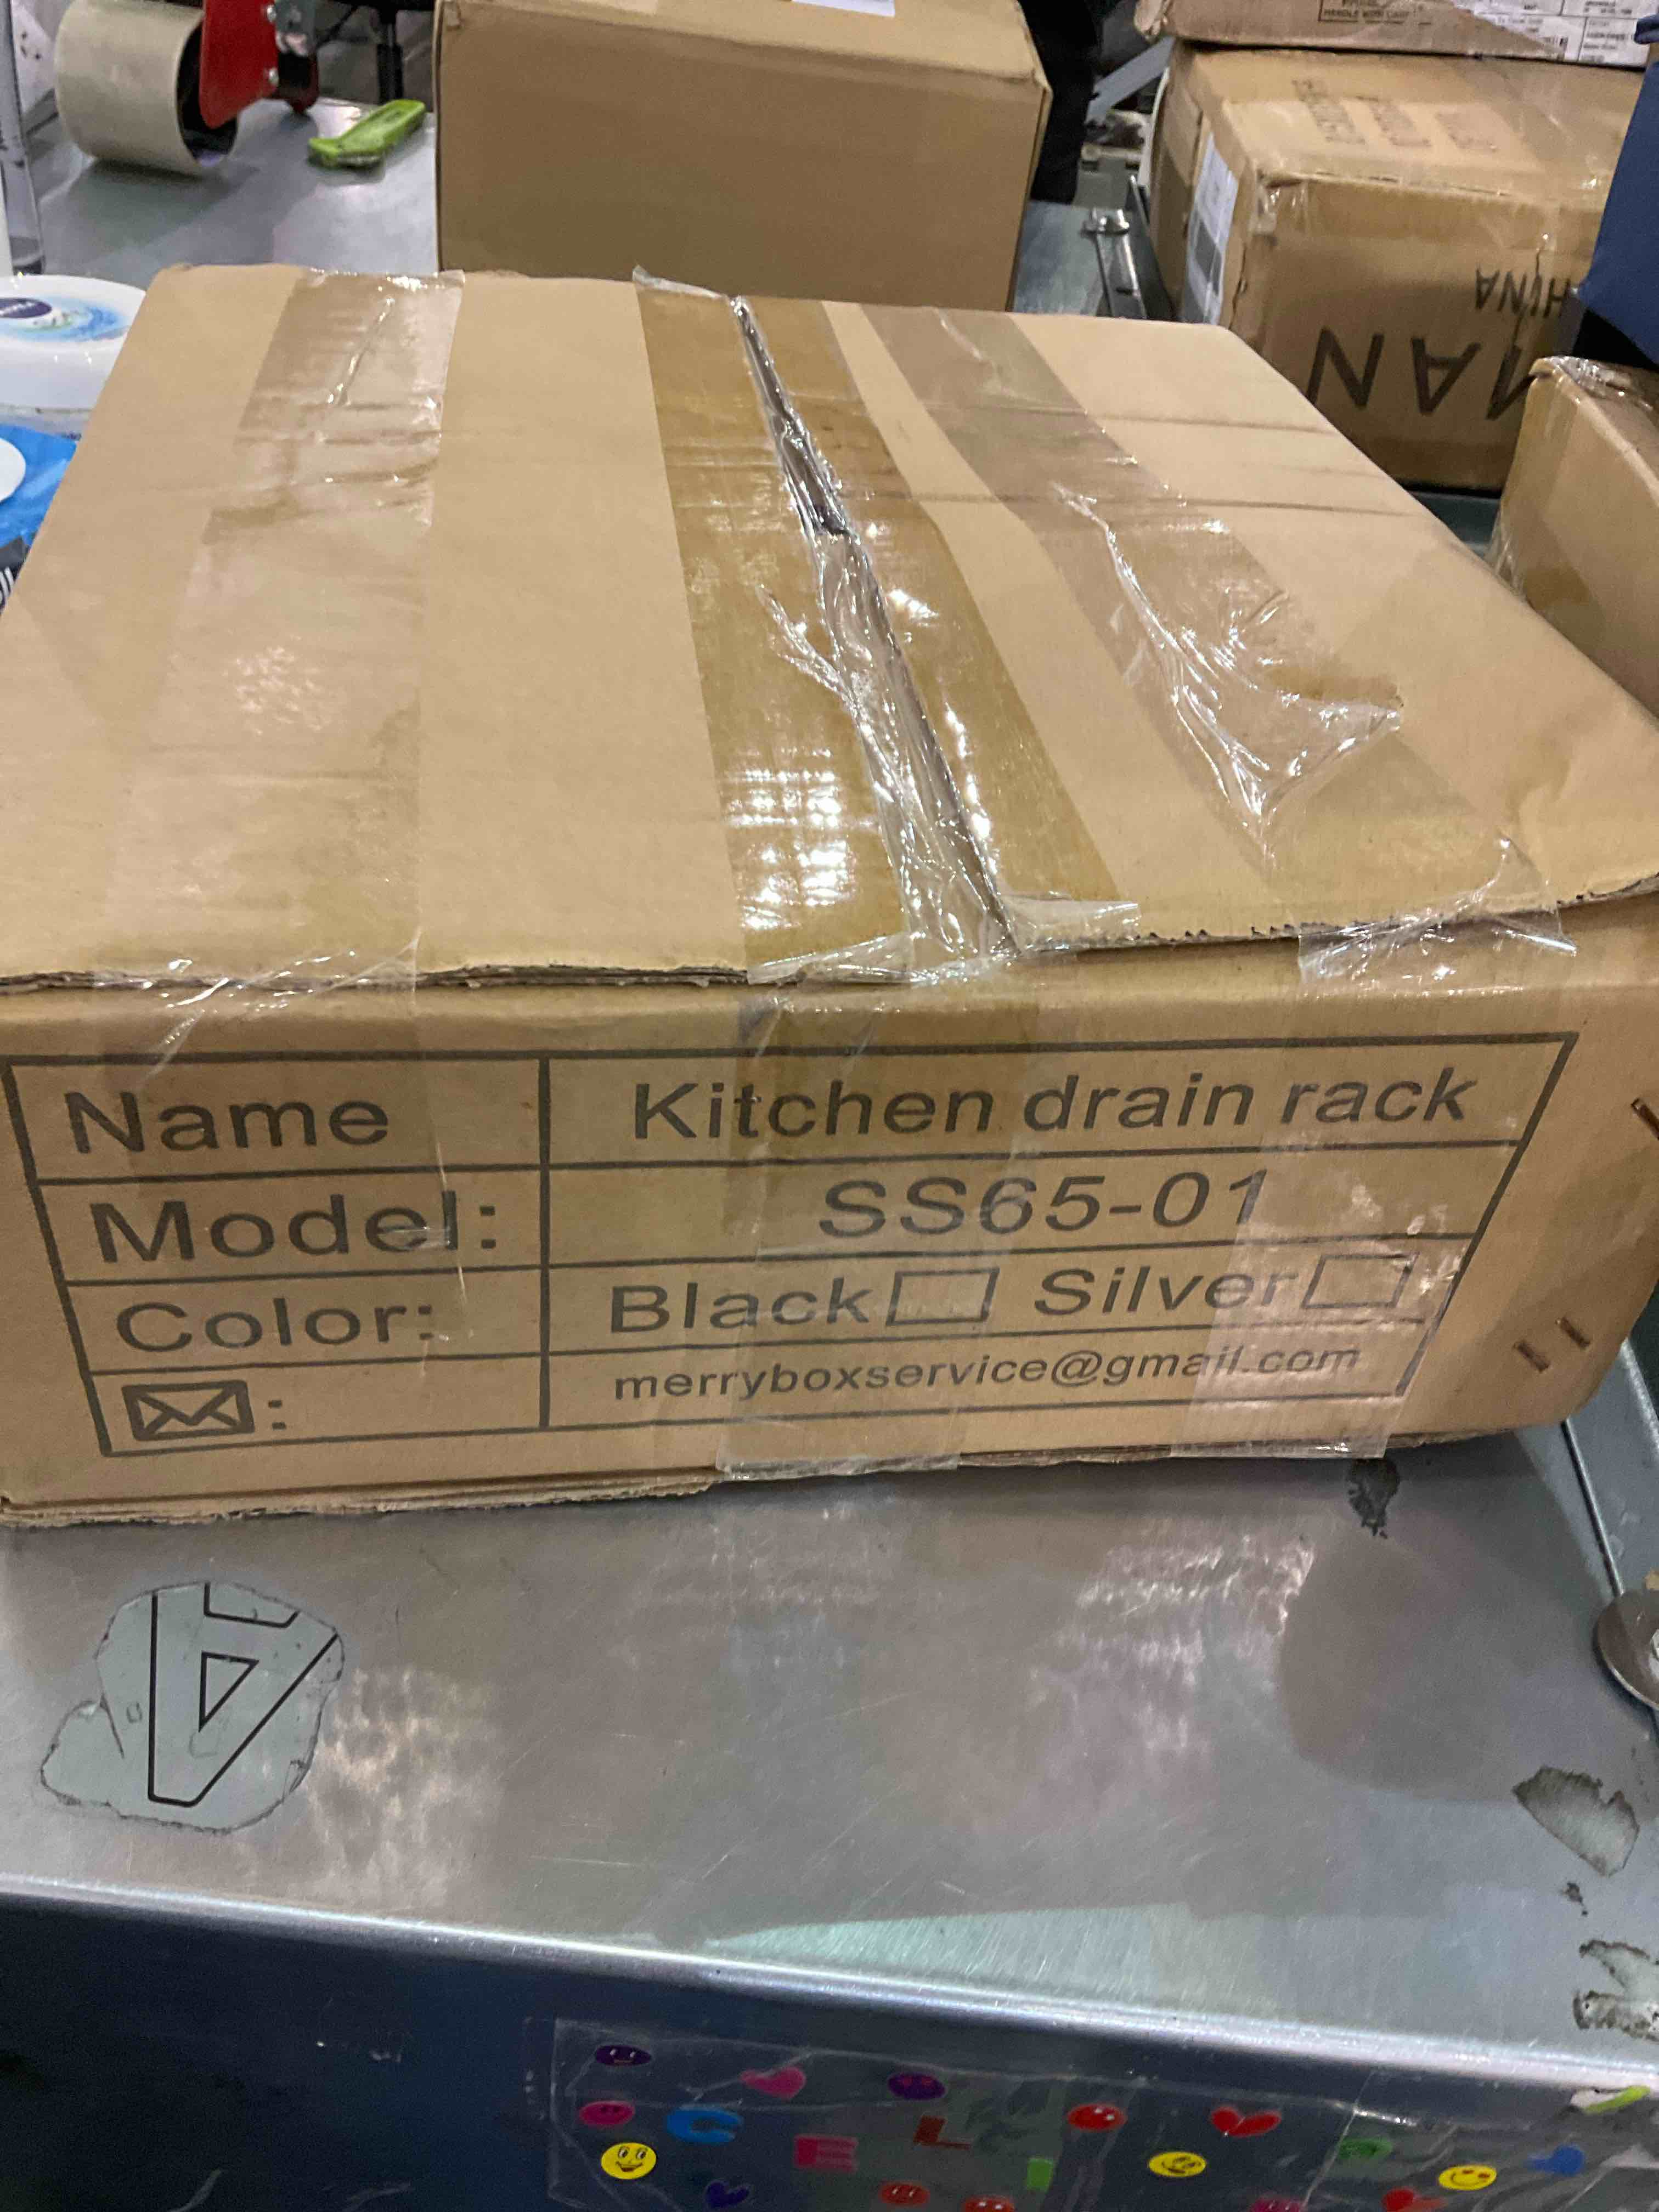 Name Kitchen drain rack
Model: SS65-01
Color: Black Silver
: merryboxservice@gmail.com